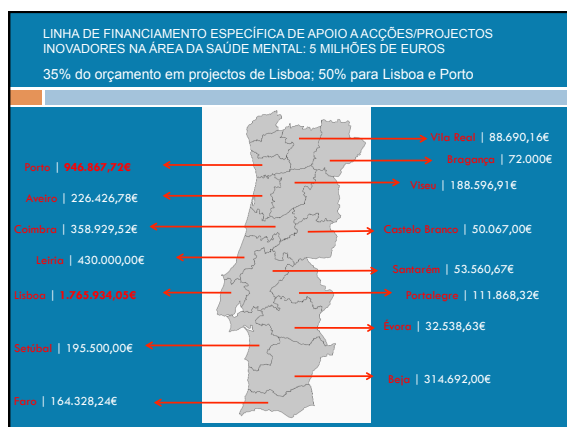 LINHA DE FINANCIAMENTO ESPECÍFICA DE APOIO A ACÇÕES/PROJECTOS
INOVADORES NA ÁREA DA SAÚDE MENTAL: 5 MILHÕES DE EUROS
35% do orçamento em projectos de Lisboa; 50% para Lisboa e Porto
Porto | 946.867,72€
Aveiro | 226.426,78€
Coimbra | 358.929,52€
Leiria | 430.000,00€
Lisboa | 1.765.934,05€
Setúbal | 195.500,00€
Faro | 164.328,24€
Vila Real | 88.690,16€
Bragança | 72.000€
Viseu | 188.596,91€
Castelo Branco | 50.067,00€
Santarém | 53.560,67€
Portalegre | 111.868,32€
Évora | 32.538,63€
Beja | 314.692,00€